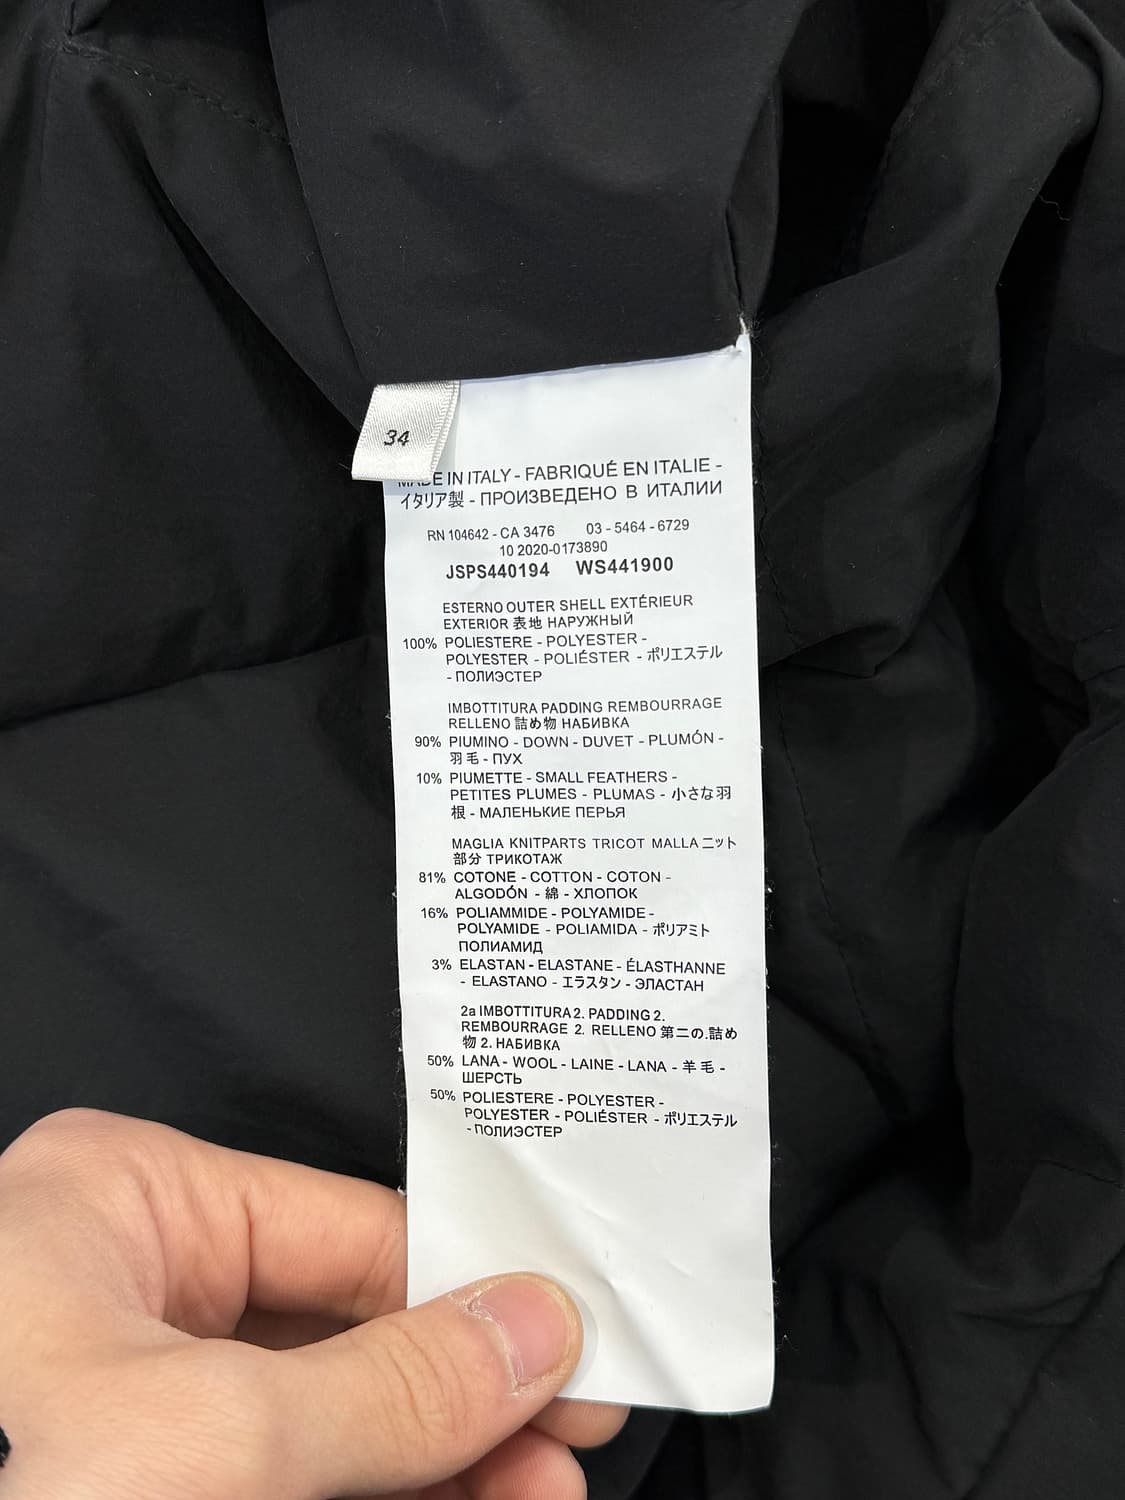 34
MADE IN ITALY - FABRIQUÉ EN ITALIE -
イタリア製 - ПРОИЗВЕДЕНО В ИТАЛИИ
RN 104642 - CA 3476 03 - 5464 - 6729
10 2020-0173890
JSPS440194 WS441900
ESTERNO OUTER SHELL EXTÉRIEUR
EXTERIOR 表地 НАРУЖНЫЙ
100% POLIESTERE - POLYESTER -
POLYESTER - POLIÉSTER - ポリエステル
- ПОЛИЭСТЕР
IMBOTTITURA PADDING REMBOURRAGE
RELLENO 詰め物 НАБИВКА
90% PIUMINO - DOWN - DUVET - PLUMÓN -
羽毛 - ПУХ
10% PIUMETTE - SMALL FEATHERS -
PETITES PLUMES - PLUMAS - 小さな羽
根 - МАЛЕНЬКИЕ ПЕРЬЯ
MAGLIA KNITPARTS TRICOT MALLA ニット
部分 ТРИКОТАЖ
81% COTONE - COTTON - COTON -
ALGODÓN - 綿 - ХЛОПОК
16% POLIAMMIDE - POLYAMIDE -
POLYAMIDE - POLIAMIDA - ポリアミト
ПОЛИАМИД
3% ELASTAN - ELASTANE - ÉLASTHANNE
- ELASTANO - エラスタン - ЭЛАСТАН
2a IMBOTTITURA 2. PADDING 2.
REMBOURRAGE 2. RELLENO 第二の.詰め
物 2. НАБИВКА
50% LANA - WOOL - LAINE - LANA - 羊毛 -
ШЕРСТЬ
50% POLIESTERE - POLYESTER -
POLYESTER - POLIÉSTER - ポリエステル
- ПОЛИЭСТЕР